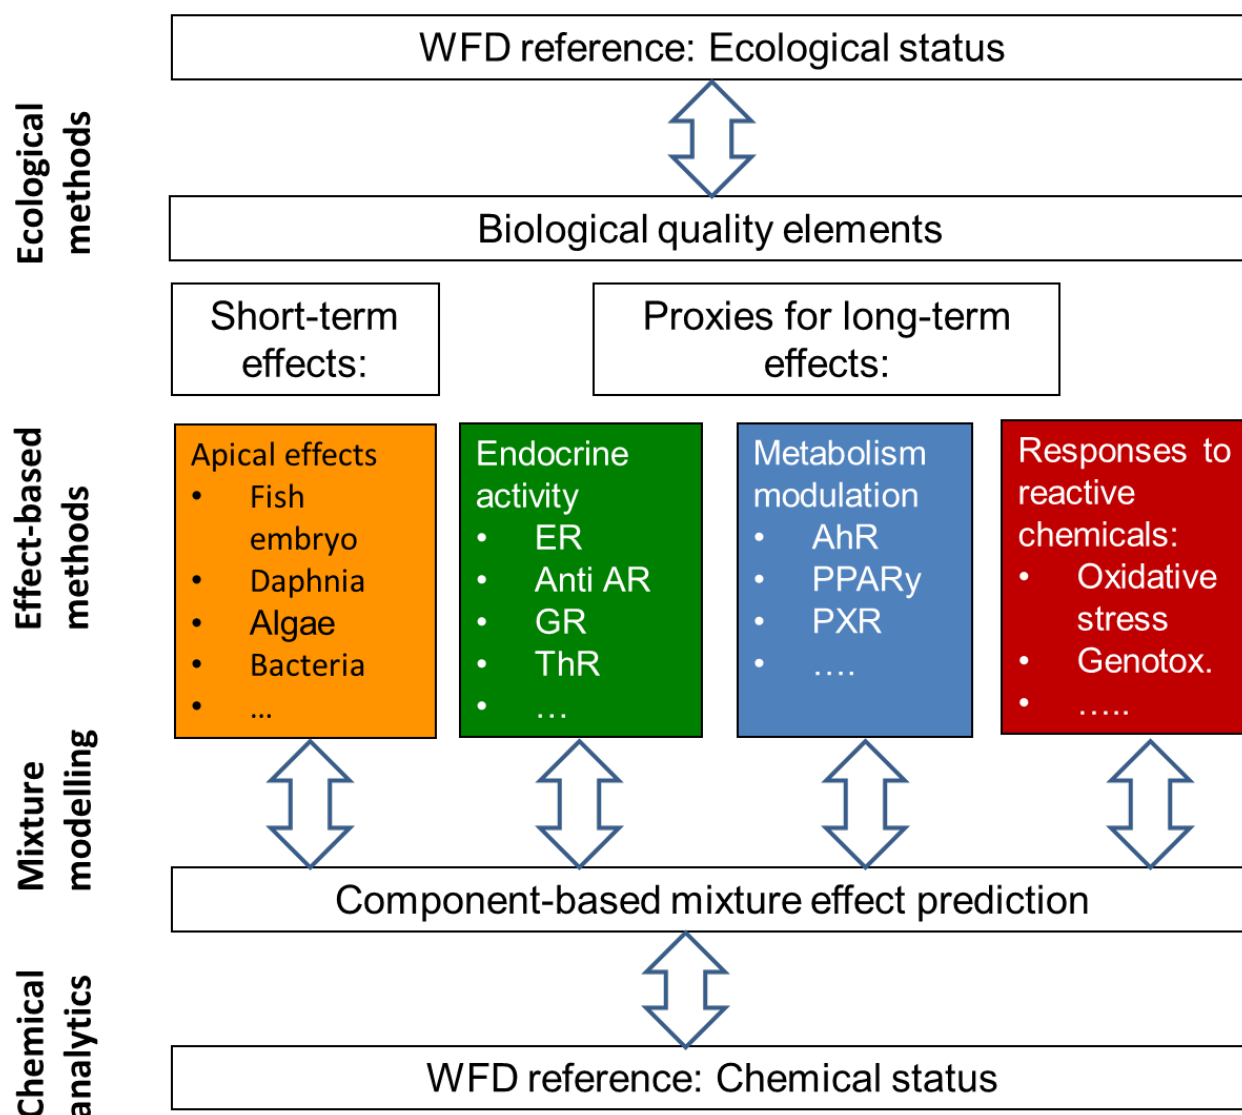 WFD reference: Ecological status
Ecological
methods
Biological quality elements
Short-term
effects:
Proxies for long-term
effects:
Effect-based
methods
Apical effects
• Fish
embryo
• Daphnia
• Algae
• Bacteria
• ...
Endocrine
activity
• ER
• Anti AR
• GR
• ThR
• ...
Metabolism
modulation
• AhR
• PPARy
• PXR
• ....
Responses to
reactive
chemicals:
• Oxidative
stress
• Genotox.
• .....
Mixture
modelling
Component-based mixture effect prediction
Chemical
analytics
WFD reference: Chemical status